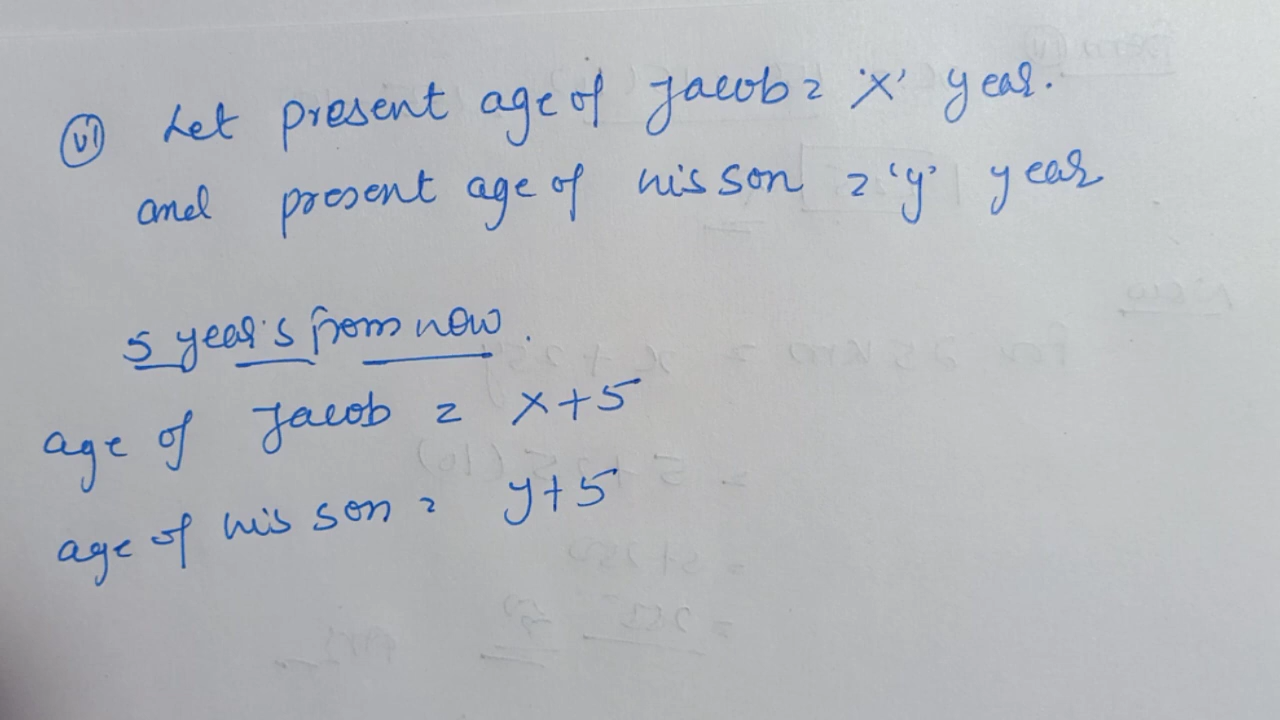 (vi) Let present age of Jacob = 'x' year.
and present age of his son = 'y' year
5 year's from now.
age of Jacob = x+5
age of his son = y+5